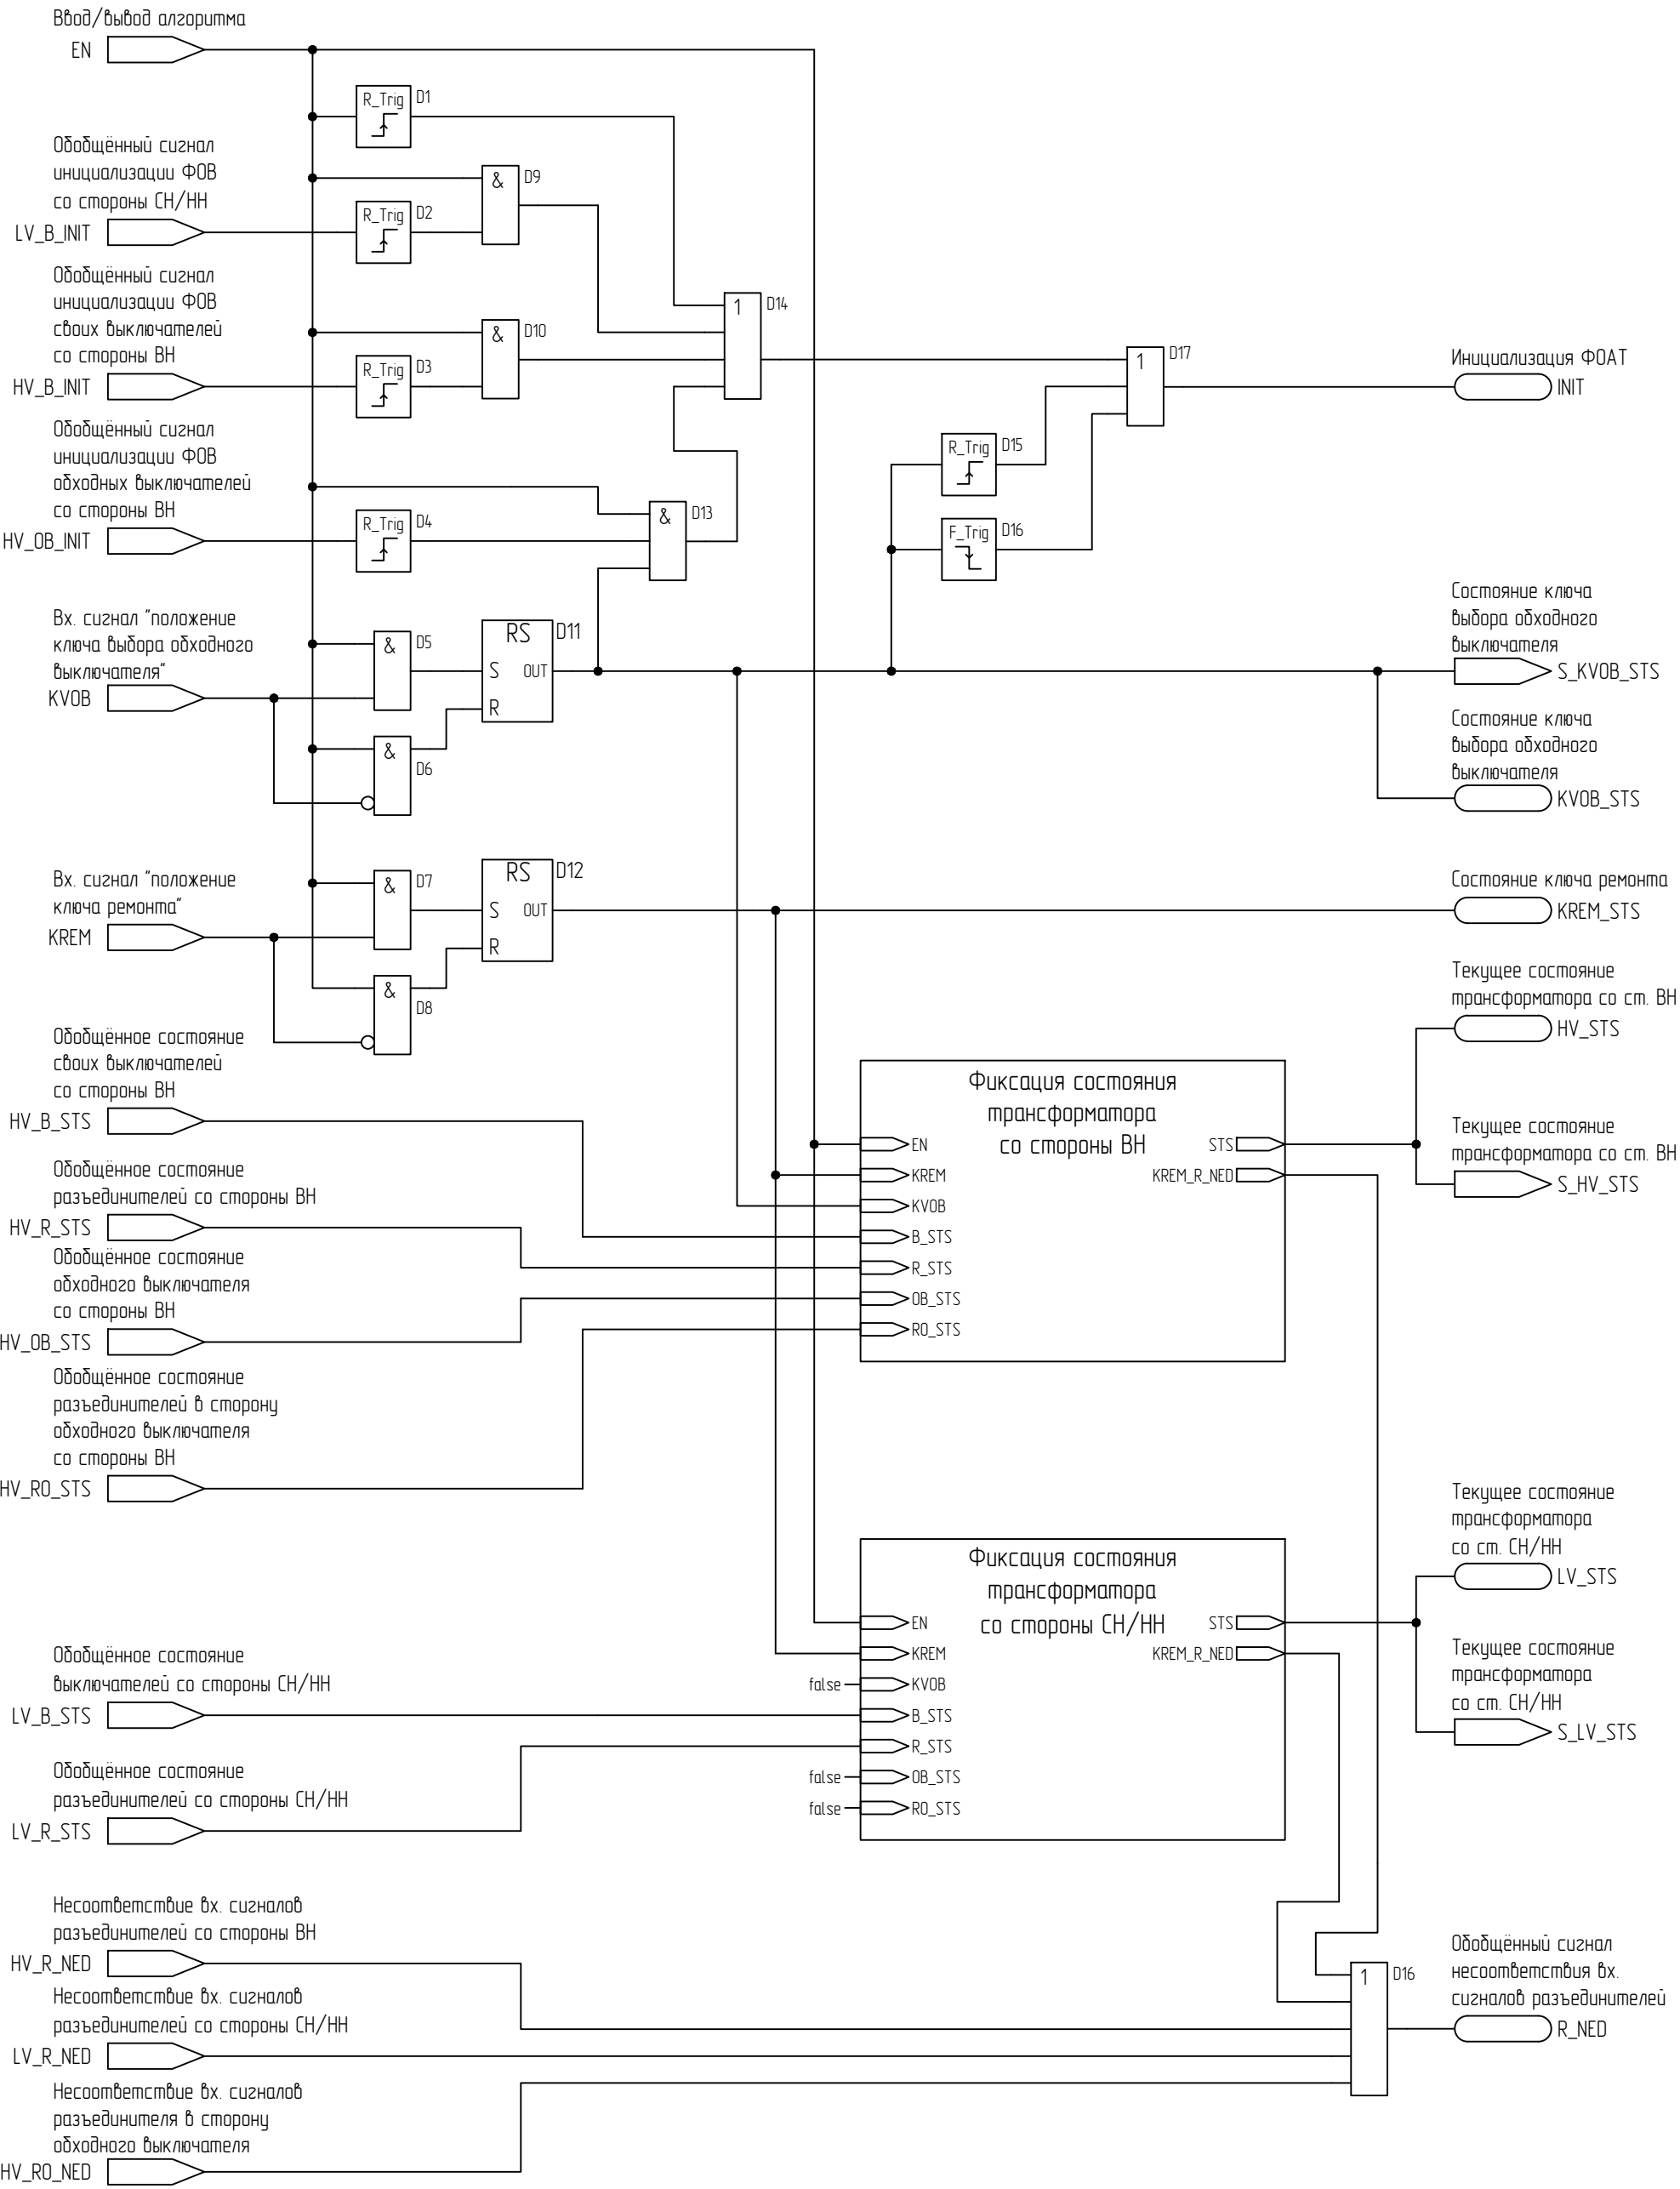 Ввод/вывод алгоритма
EN
R_Trig D1
Обобщённый сигнал
инициализации ФОВ
со стороны СН/НН
LV_B_INIT
R_Trig D2
& D9
Обобщённый сигнал
инициализации ФОВ
своих выключателей
со стороны ВН
HV_B_INIT
R_Trig D3
& D10
1 D14
1 D17
Инициализация ФОАТ
INIT
Обобщённый сигнал
инициализации ФОВ
обходных выключателей
со стороны ВН
HV_OB_INIT
R_Trig D4
& D13
R_Trig D15
F_Trig D16
Вх. сигнал "положение
ключа выбора обходного
выключателя"
KVOB
& D5
& D6
RS D11
S OUT
R
Состояние ключа
выбора обходного
выключателя
S_KVOB_STS
Состояние ключа
выбора обходного
выключателя
KVOB_STS
Вх. сигнал "положение
ключа ремонта"
KREM
& D7
& D8
RS D12
S OUT
R
Состояние ключа ремонта
KREM_STS
Текущее состояние
трансформатора со ст. ВН
HV_STS
Текущее состояние
трансформатора со ст. ВН
S_HV_STS
Обобщённое состояние
своих выключателей
со стороны ВН
HV_B_STS
Обобщённое состояние
разъединителей со стороны ВН
HV_R_STS
Обобщённое состояние
обходного выключателя
со стороны ВН
HV_OB_STS
Обобщённое состояние
разъединителей в сторону
обходного выключателя
со стороны ВН
HV_RO_STS
Фиксация состояния
трансформатора
со стороны ВН
EN
KREM
KVOB
B_STS
R_STS
OB_STS
RO_STS
STS
KREM_R_NED
Фиксация состояния
трансформатора
со стороны СН/НН
EN
KREM
false KVOB
B_STS
R_STS
false OB_STS
false RO_STS
STS
KREM_R_NED
Текущее состояние
трансформатора
со ст. СН/НН
LV_STS
Текущее состояние
трансформатора
со ст. СН/НН
S_LV_STS
Обобщённое состояние
выключателей со стороны СН/НН
LV_B_STS
Обобщённое состояние
разъединителей со стороны СН/НН
LV_R_STS
Несоответствие вх. сигналов
разъединителей со стороны ВН
HV_R_NED
Несоответствие вх. сигналов
разъединителей со стороны СН/НН
LV_R_NED
Несоответствие вх. сигналов
разъединителя в сторону
обходного выключателя
HV_RO_NED
1 D16
Обобщённый сигнал
несоответствия вх.
сигналов разъединителей
R_NED